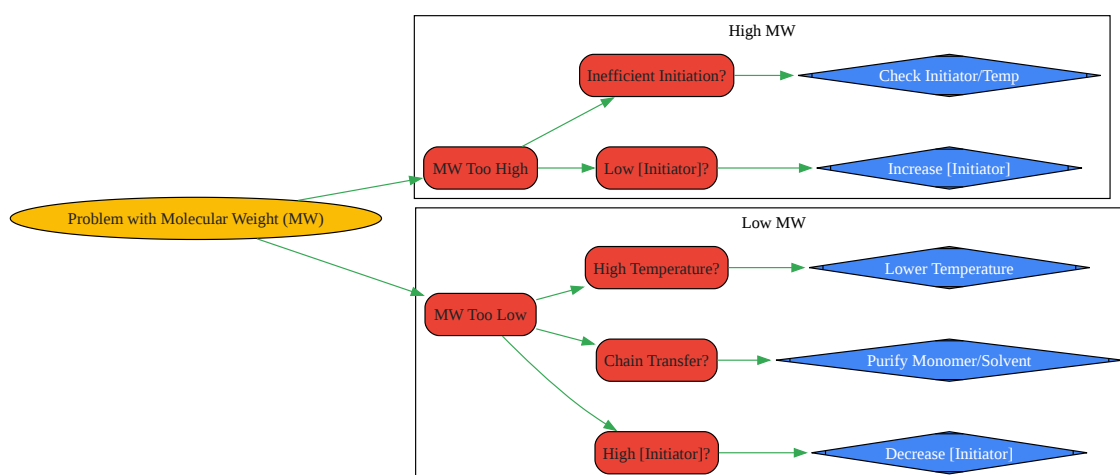 High MW
Inefficient Initiation?
Check Initiator/Temp
MW Too High
Low [Initiator]?
Increase [Initiator]
Problem with Molecular Weight (MW)
Low MW
High Temperature?
Lower Temperature
MW Too Low
Chain Transfer?
Purify Monomer/Solvent
High [Initiator]?
Decrease [Initiator]